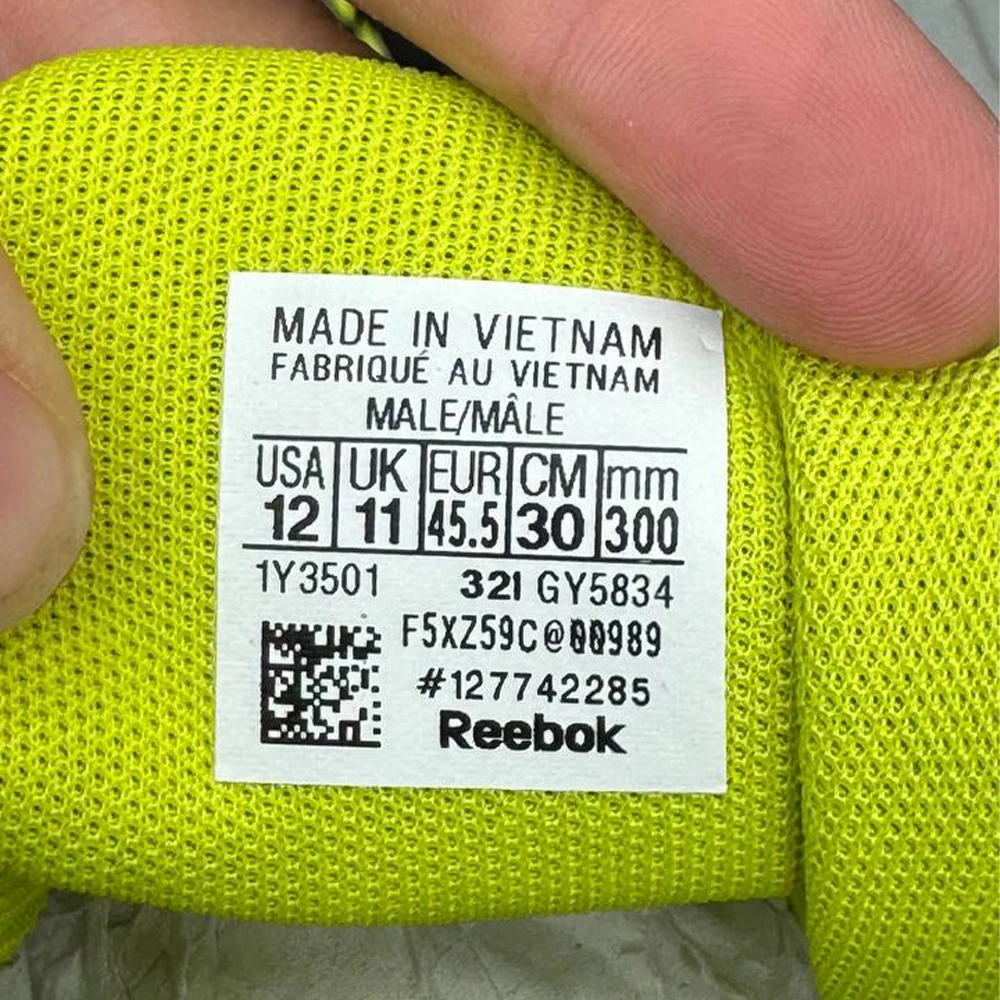 MADE IN VIETNAM
FABRIQUÉ AU VIETNAM
MALE/MÂLE
USA UK EUR CM mm
12 11 45.5 30 300
1Y3501 32I GY5834
F5XZ59C@00989
#127742285
Reebok